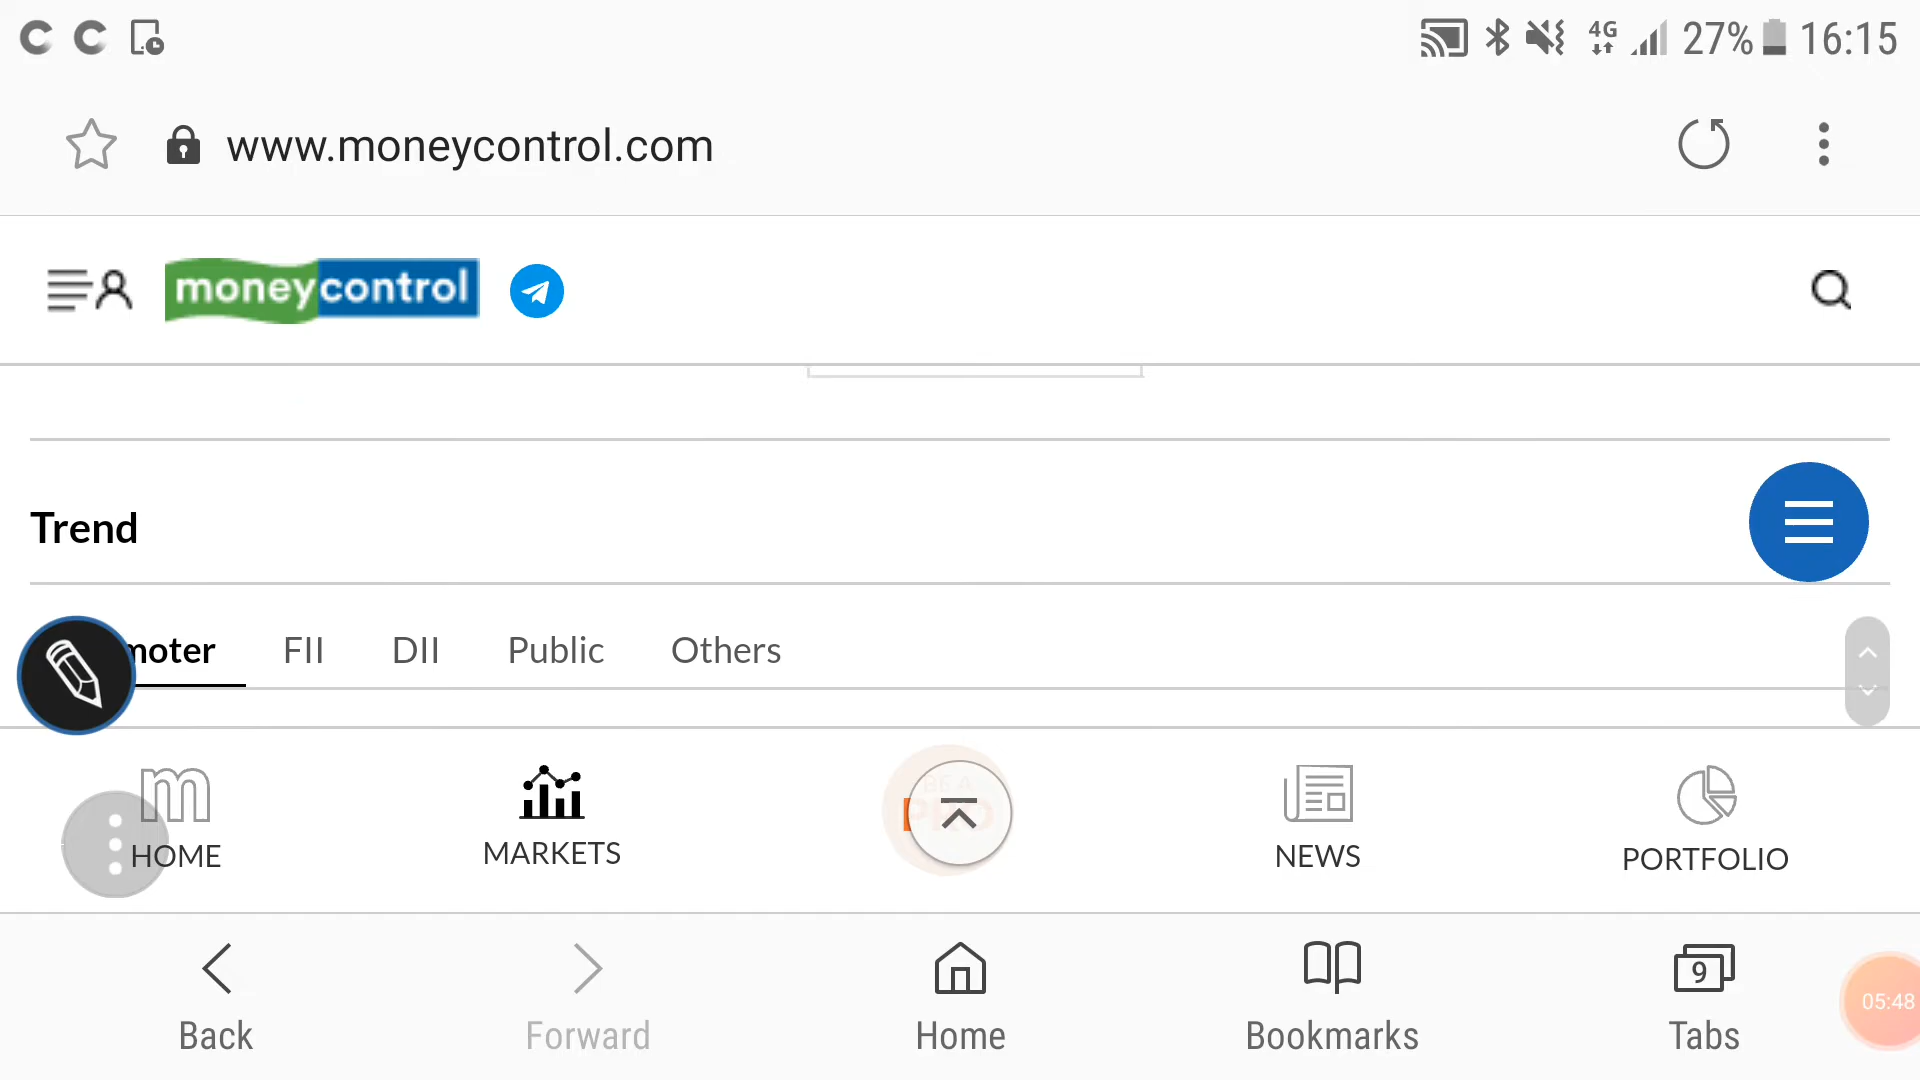 4G 27% 16:15
www.moneycontrol.com
moneycontrol
Trend
moter FII DII Public Others
HOME MARKETS NEWS PORTFOLIO
Back Forward Home Bookmarks 9 Tabs
05:48